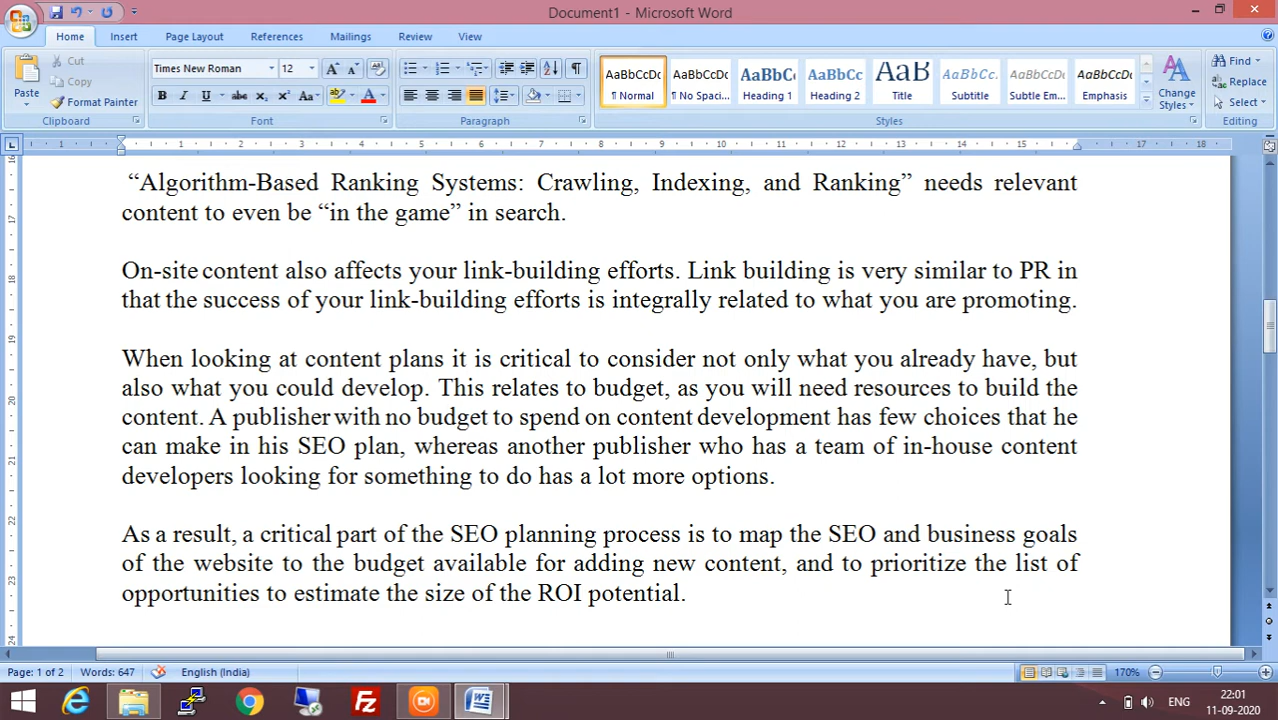 Document1 - Microsoft Word
Home Insert Page Layout References Mailings Review View
Paste
Cut
Copy
Format Painter
Clipboard
Times New Roman 12
Font
Paragraph
AaBbCcDc AaBbCcDc AaBbCc AaBbCc AaB AaBbCc. AaBbCcDc AaBbCcDc
¶ Normal ¶ No Spaci... Heading 1 Heading 2 Title Subtitle Subtle Em... Emphasis
Change Styles
Styles
Find
Replace
Select
Editing
“Algorithm-Based Ranking Systems: Crawling, Indexing, and Ranking” needs relevant
content to even be “in the game” in search.
On-site content also affects your link-building efforts. Link building is very similar to PR in
that the success of your link-building efforts is integrally related to what you are promoting.
When looking at content plans it is critical to consider not only what you already have, but
also what you could develop. This relates to budget, as you will need resources to build the
content. A publisher with no budget to spend on content development has few choices that he
can make in his SEO plan, whereas another publisher who has a team of in-house content
developers looking for something to do has a lot more options.
As a result, a critical part of the SEO planning process is to map the SEO and business goals
of the website to the budget available for adding new content, and to prioritize the list of
opportunities to estimate the size of the ROI potential.
Page: 1 of 2 Words: 647 English (India) 170%
ENG 22:01
11-09-2020